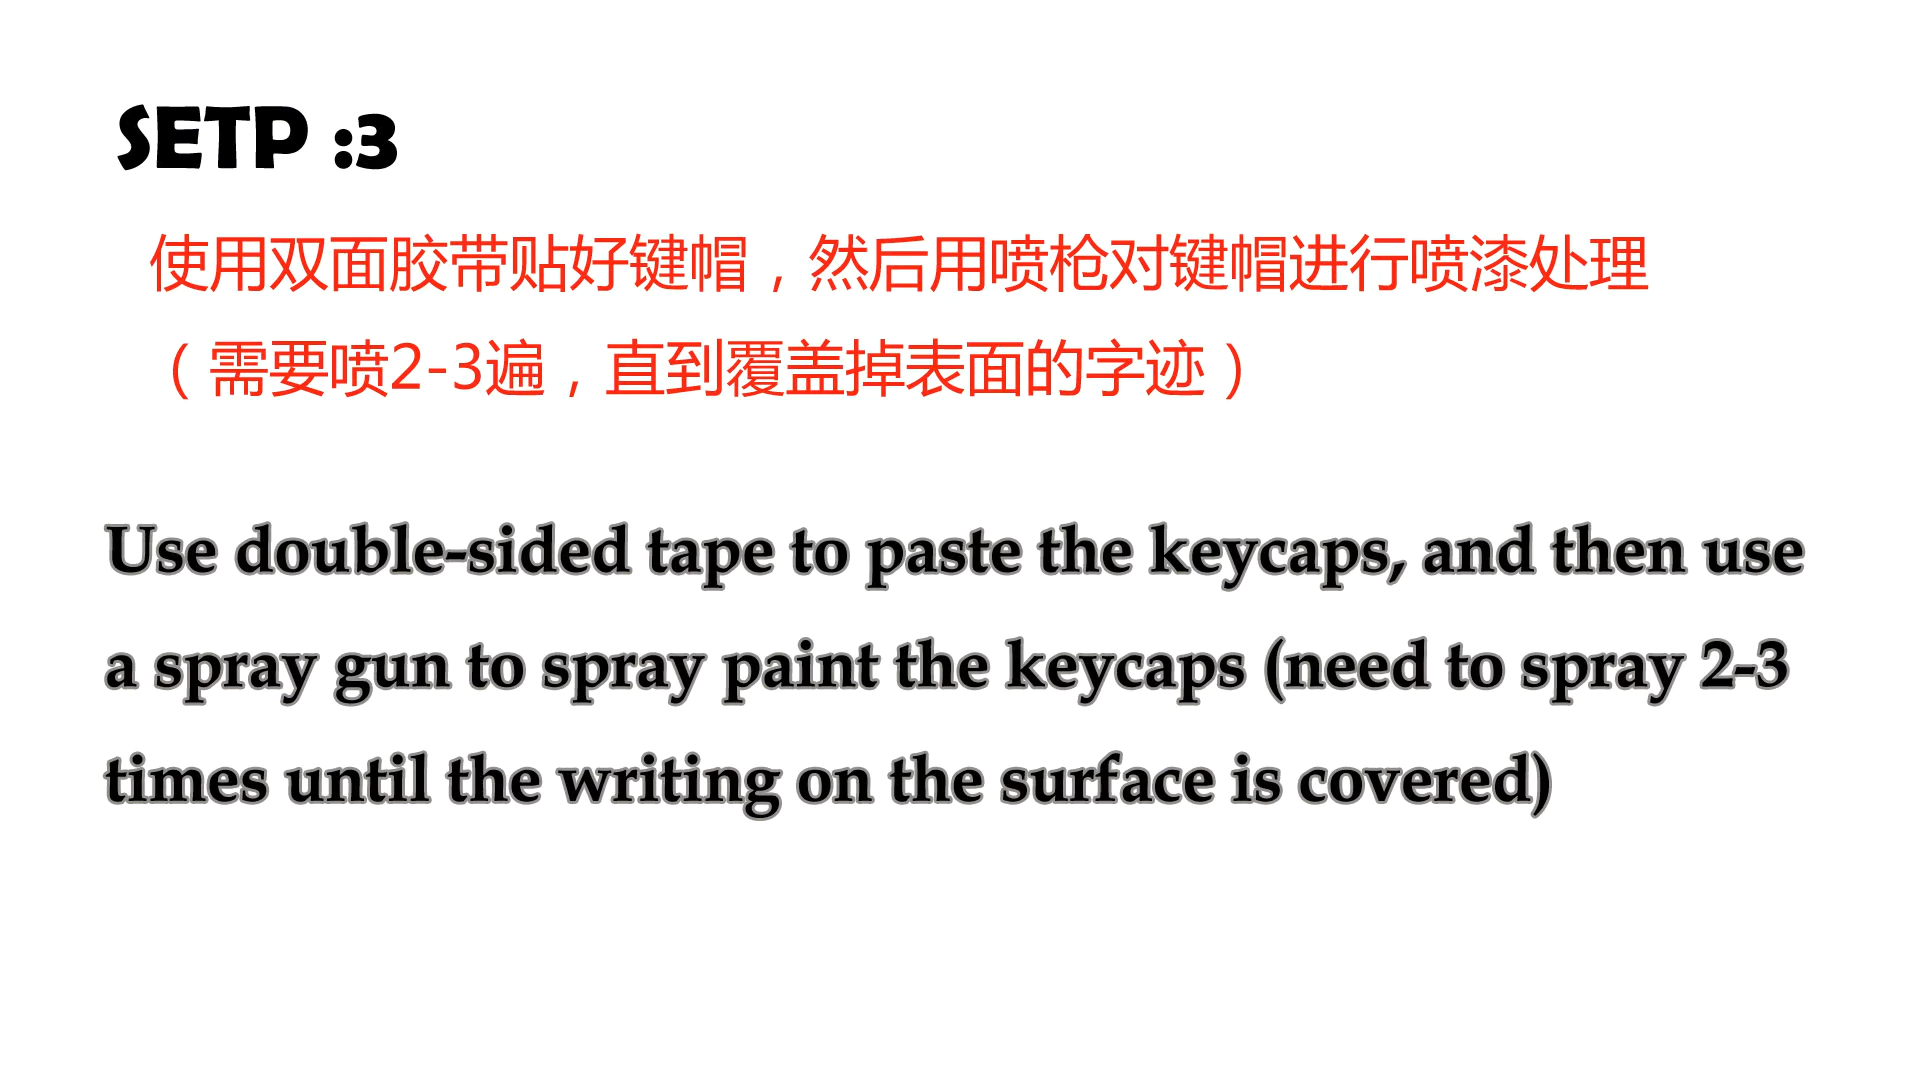 SETP :3
使用双面胶带贴好键帽，然后用喷枪对键帽进行喷漆处理
（需要喷2-3遍，直到覆盖掉表面的字迹）
Use double-sided tape to paste the keycaps, and then use
a spray gun to spray paint the keycaps (need to spray 2-3
times until the writing on the surface is covered)